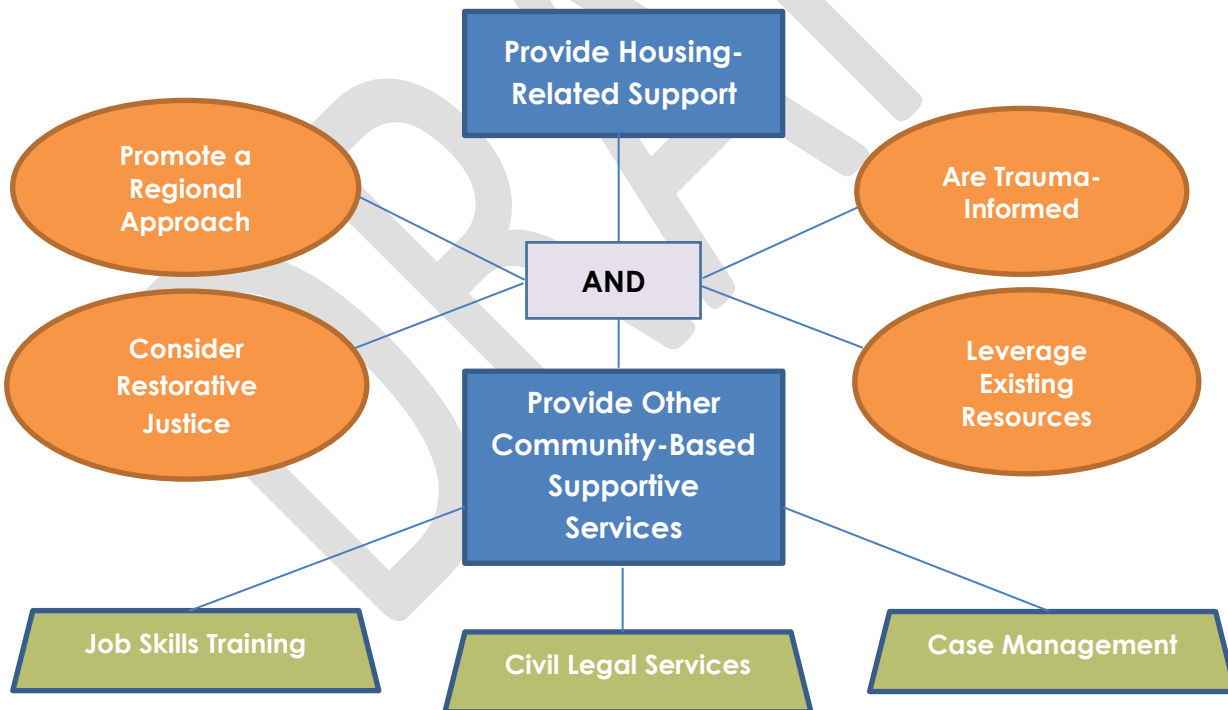 Provide Housing-
Related Support
Promote a
Regional
Approach
Are Trauma-
Informed
AND
Consider
Restorative
Justice
Leverage
Existing
Resources
Provide Other
Community-Based
Supportive
Services
Job Skills Training
Civil Legal Services
Case Management